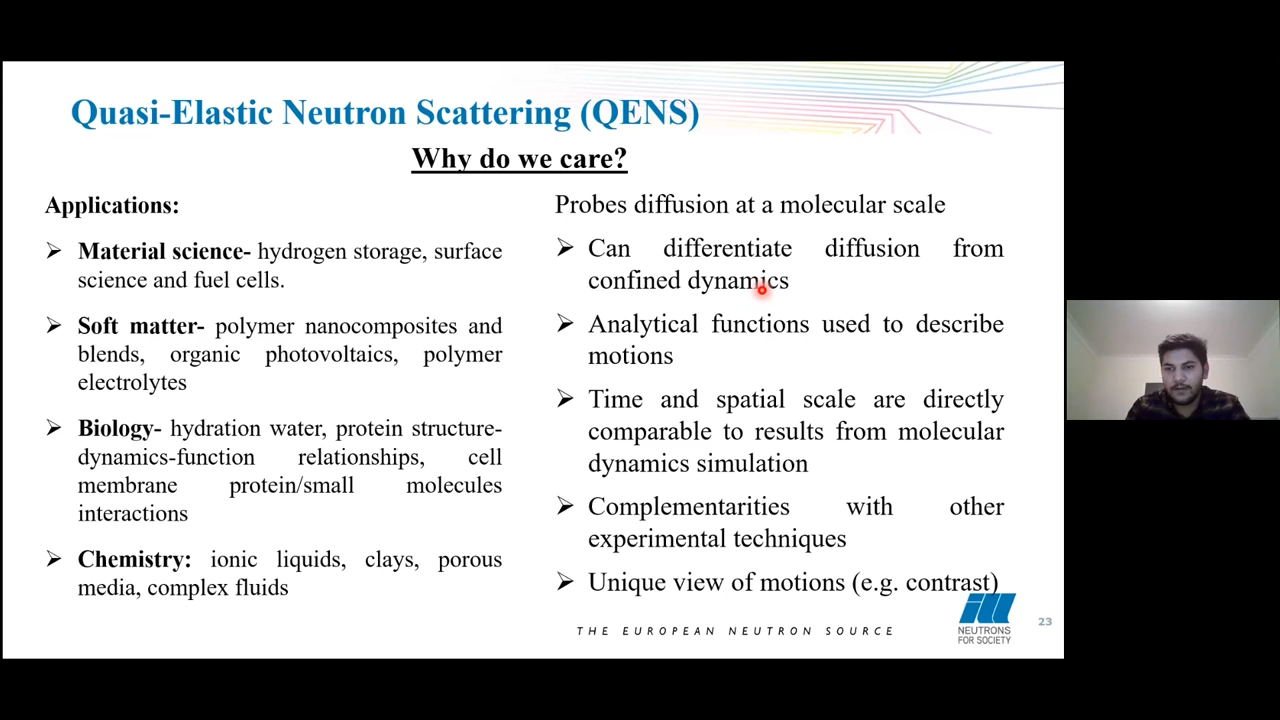 Quasi-Elastic Neutron Scattering (QENS)
Why do we care?
Applications:
➢ Material science- hydrogen storage, surface
science and fuel cells.
➢ Soft matter- polymer nanocomposites and
blends, organic photovoltaics, polymer
electrolytes
➢ Biology- hydration water, protein structure-
dynamics-function relationships, cell
membrane protein/small molecules
interactions
➢ Chemistry: ionic liquids, clays, porous
media, complex fluids
Probes diffusion at a molecular scale
➢ Can differentiate diffusion from
confined dynamics
➢ Analytical functions used to describe
motions
➢ Time and spatial scale are directly
comparable to results from molecular
dynamics simulation
➢ Complementarities with other
experimental techniques
➢ Unique view of motions (e.g. contrast)
THE EUROPEAN NEUTRON SOURCE
ill
NEUTRONS
FOR SOCIETY
23